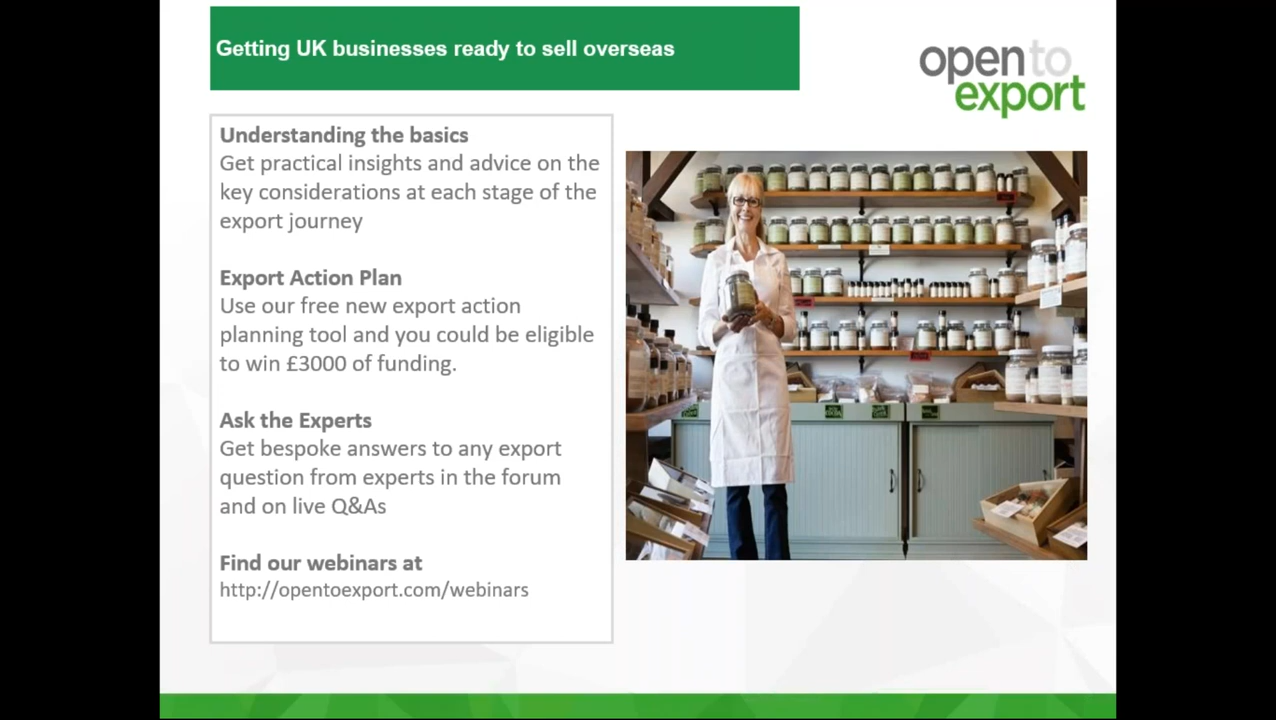 Getting UK businesses ready to sell overseas
open to
export
Understanding the basics
Get practical insights and advice on the
key considerations at each stage of the
export journey
Export Action Plan
Use our free new export action
planning tool and you could be eligible
to win £3000 of funding.
Ask the Experts
Get bespoke answers to any export
question from experts in the forum
and on live Q&As
Find our webinars at
http://opentoexport.com/webinars